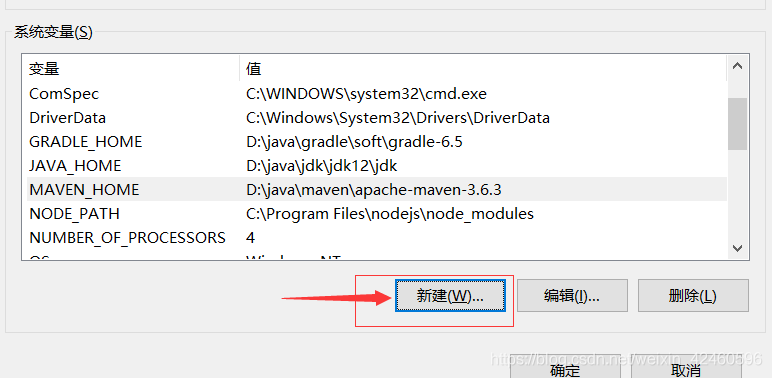 系统变量(S)
变量 值
ComSpec C:\WINDOWS\system32\cmd.exe
DriverData C:\Windows\System32\Drivers\DriverData
GRADLE_HOME D:\java\gradle\soft\gradle-6.5
JAVA_HOME D:\java\jdk\jdk12\jdk
MAVEN_HOME D:\java\maven\apache-maven-3.6.3
NODE_PATH C:\Program Files\nodejs\node_modules
NUMBER_OF_PROCESSORS 4
OS Windows_NT
新建(W)... 编辑(I)... 删除(L)
https://blog.csdn.net/weixin_42460596
确定 取消